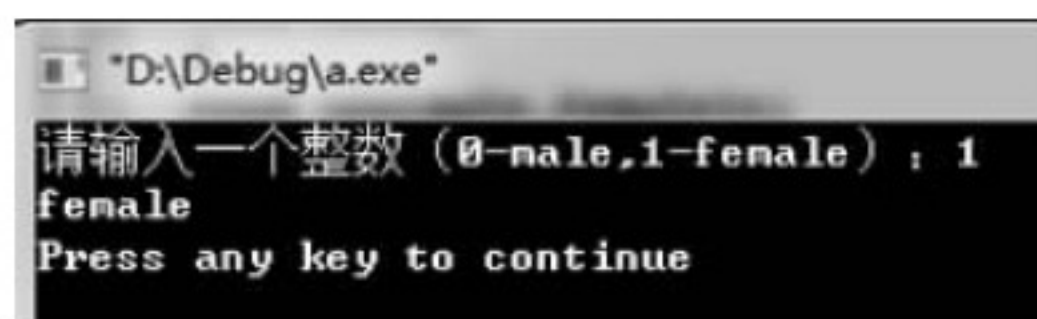 "D:\Debug\a.exe"
请输入一个整数（0-male,1-female）：1
female
Press any key to continue